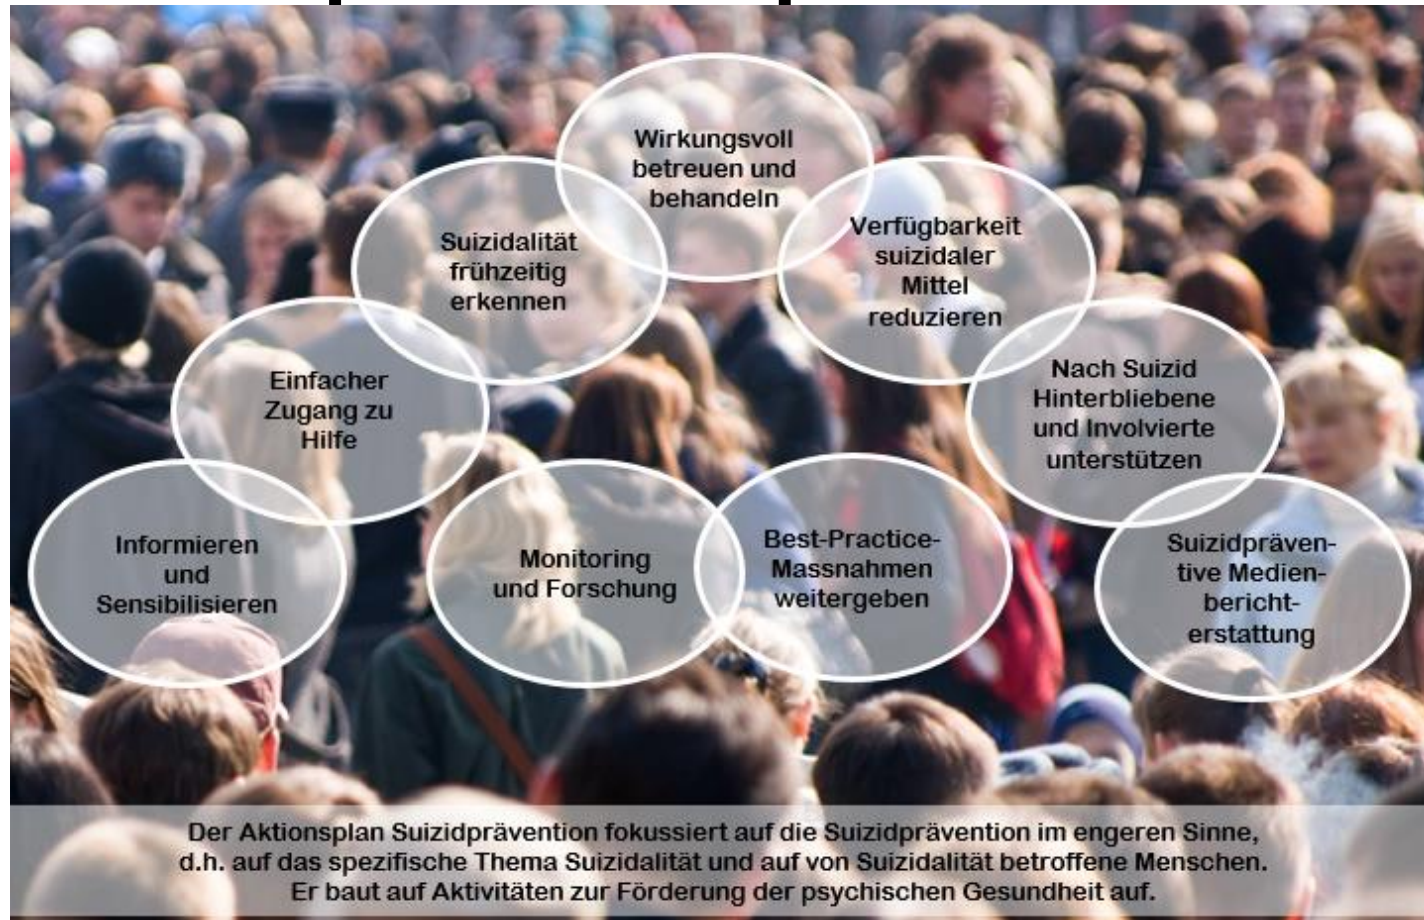 Wirkungsvoll
betreuen und
behandeln
Suizidalität
frühzeitig
erkennen
Verfügbarkeit
suizidaler
Mittel
reduzieren
Einfacher
Zugang zu
Hilfe
Nach Suizid
Hinterbliebene
und Involvierte
unterstützen
Informieren
und
Sensibilisieren
Monitoring
und Forschung
Best-Practice-
Massnahmen
weitergeben
Suizidpräven-
tive Medien-
bericht-
erstattung
Der Aktionsplan Suizidprävention fokussiert auf die Suizidprävention im engeren Sinne,
d.h. auf das spezifische Thema Suizidalität und auf von Suizidalität betroffene Menschen.
Er baut auf Aktivitäten zur Förderung der psychischen Gesundheit auf.